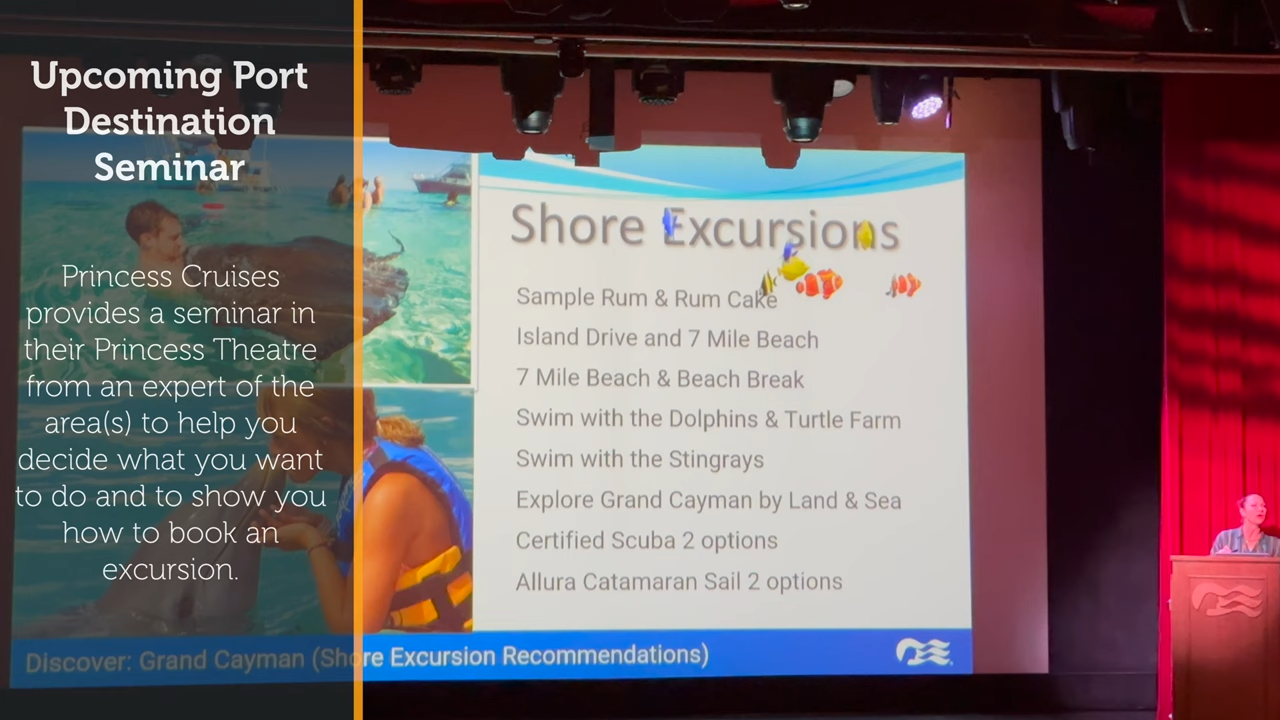 Upcoming Port
Destination
Seminar
Princess Cruises
provides a seminar in
their Princess Theatre
from an expert of the
area(s) to help you
decide what you want
to do and to show you
how to book an
excursion.
Shore Excursions
Sample Rum & Rum Cake
Island Drive and 7 Mile Beach
7 Mile Beach & Beach Break
Swim with the Dolphins & Turtle Farm
Swim with the Stingrays
Explore Grand Cayman by Land & Sea
Certified Scuba 2 options
Allura Catamaran Sail 2 options
Discover: Grand Cayman (Shore Excursion Recommendations)